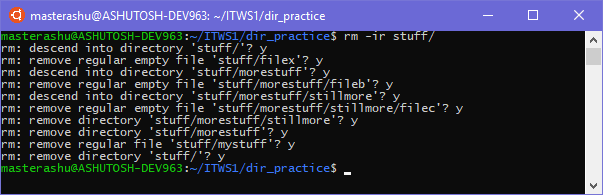 masterashu@ASHUTOSH-DEV963: ~/ITWS1/dir_practice
masterashu@ASHUTOSH-DEV963:~/ITWS1/dir_practice$ rm -ir stuff/
rm: descend into directory 'stuff/'? y
rm: remove regular empty file 'stuff/filex'? y
rm: descend into directory 'stuff/morestuff'? y
rm: remove regular empty file 'stuff/morestuff/fileb'? y
rm: descend into directory 'stuff/morestuff/stillmore'? y
rm: remove regular empty file 'stuff/morestuff/stillmore/filec'? y
rm: remove directory 'stuff/morestuff/stillmore'? y
rm: remove directory 'stuff/morestuff'? y
rm: remove regular file 'stuff/mystuff'? y
rm: remove directory 'stuff/'? y
masterashu@ASHUTOSH-DEV963:~/ITWS1/dir_practice$